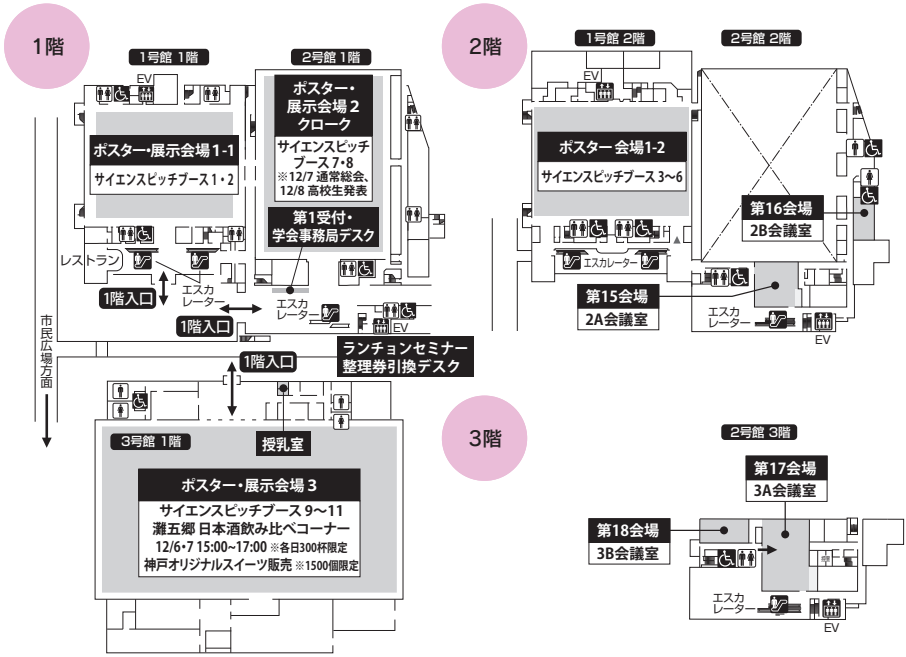 1階
1号館 1階
2号館 1階
EV
ポスター・
展示会場2
クローク
サイエンスピッチ
ブース 7・8
※12/7 通常総会、
12/8 高校生発表
ポスター・展示会場1-1
サイエンスピッチブース1・2
第1受付・
学会事務局デスク
レストラン
エスカ
レーター
1階入口
エスカ
レーター
1階入口
EV
市民広場方面
1階入口
ランチョンセミナー
整理券引換デスク
3号館 1階
授乳室
ポスター・展示会場 3
サイエンスピッチブース 9〜11
灘五郷 日本酒飲み比べコーナー
12/6・7 15:00~17:00 ※各日300杯限定
神戸オリジナルスイーツ販売 ※1500個限定
2階
1号館 2階
2号館 2階
EV
ポスター会場1-2
サイエンスピッチブース 3〜6
第16会場
2B会議室
エスカレーター
第15会場
2A会議室
エスカ
レーター
EV
3階
2号館 3階
第17会場
3A会議室
第18会場
3B会議室
エスカ
レーター
EV